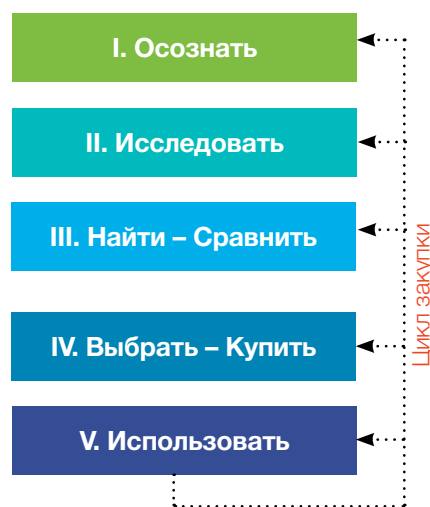 I. Осознать
II. Исследовать
III. Найти – Сравнить
IV. Выбрать – Купить
V. Использовать
Цикл закупки